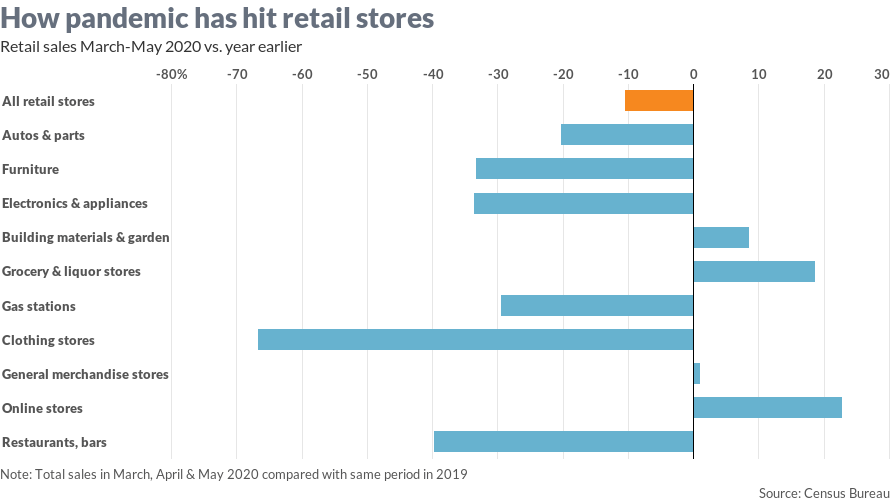 How pandemic has hit retail stores
Retail sales March-May 2020 vs. year earlier
-80% -70 -60 -50 -40 -30 -20 -10 0 10 20 30
All retail stores
Autos & parts
Furniture
Electronics & appliances
Building materials & garden
Grocery & liquor stores
Gas stations
Clothing stores
General merchandise stores
Online stores
Restaurants, bars
Note: Total sales in March, April & May 2020 compared with same period in 2019
Source: Census Bureau